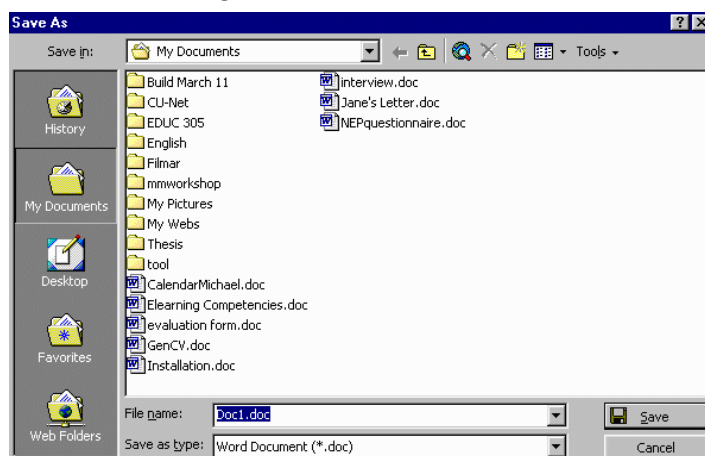 Save As
Save in:
My Documents
Tools
History
My Documents
Desktop
Favorites
Web Folders
Build March 11
CU-Net
EDUC 305
English
Filmar
mmworkshop
My Pictures
My Webs
Thesis
tool
CalendarMichael.doc
Elearning Competencies.doc
evaluation form.doc
GenCV.doc
Installation.doc
interview.doc
Jane's Letter.doc
NEPquestionnaire.doc
File name:
Doc1.doc
Save
Save as type:
Word Document (*.doc)
Cancel